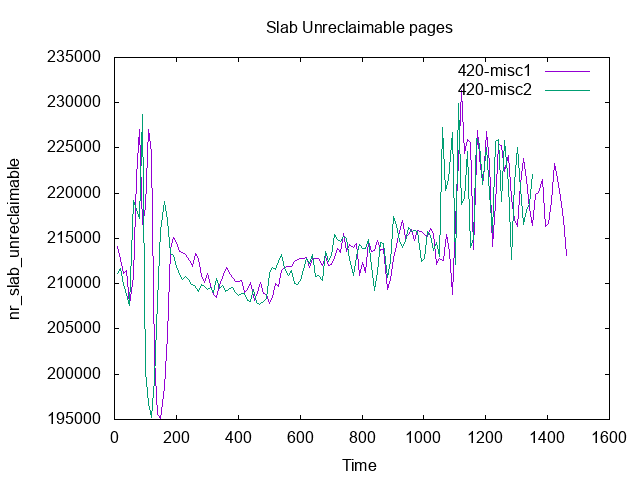 Slab Unreclaimable pages
235000
230000
225000
220000
215000
210000
205000
200000
195000
0 200 400 600 800 1000 1200 1400 1600
nr_slab_unreclaimable
Time
420-misc1
420-misc2